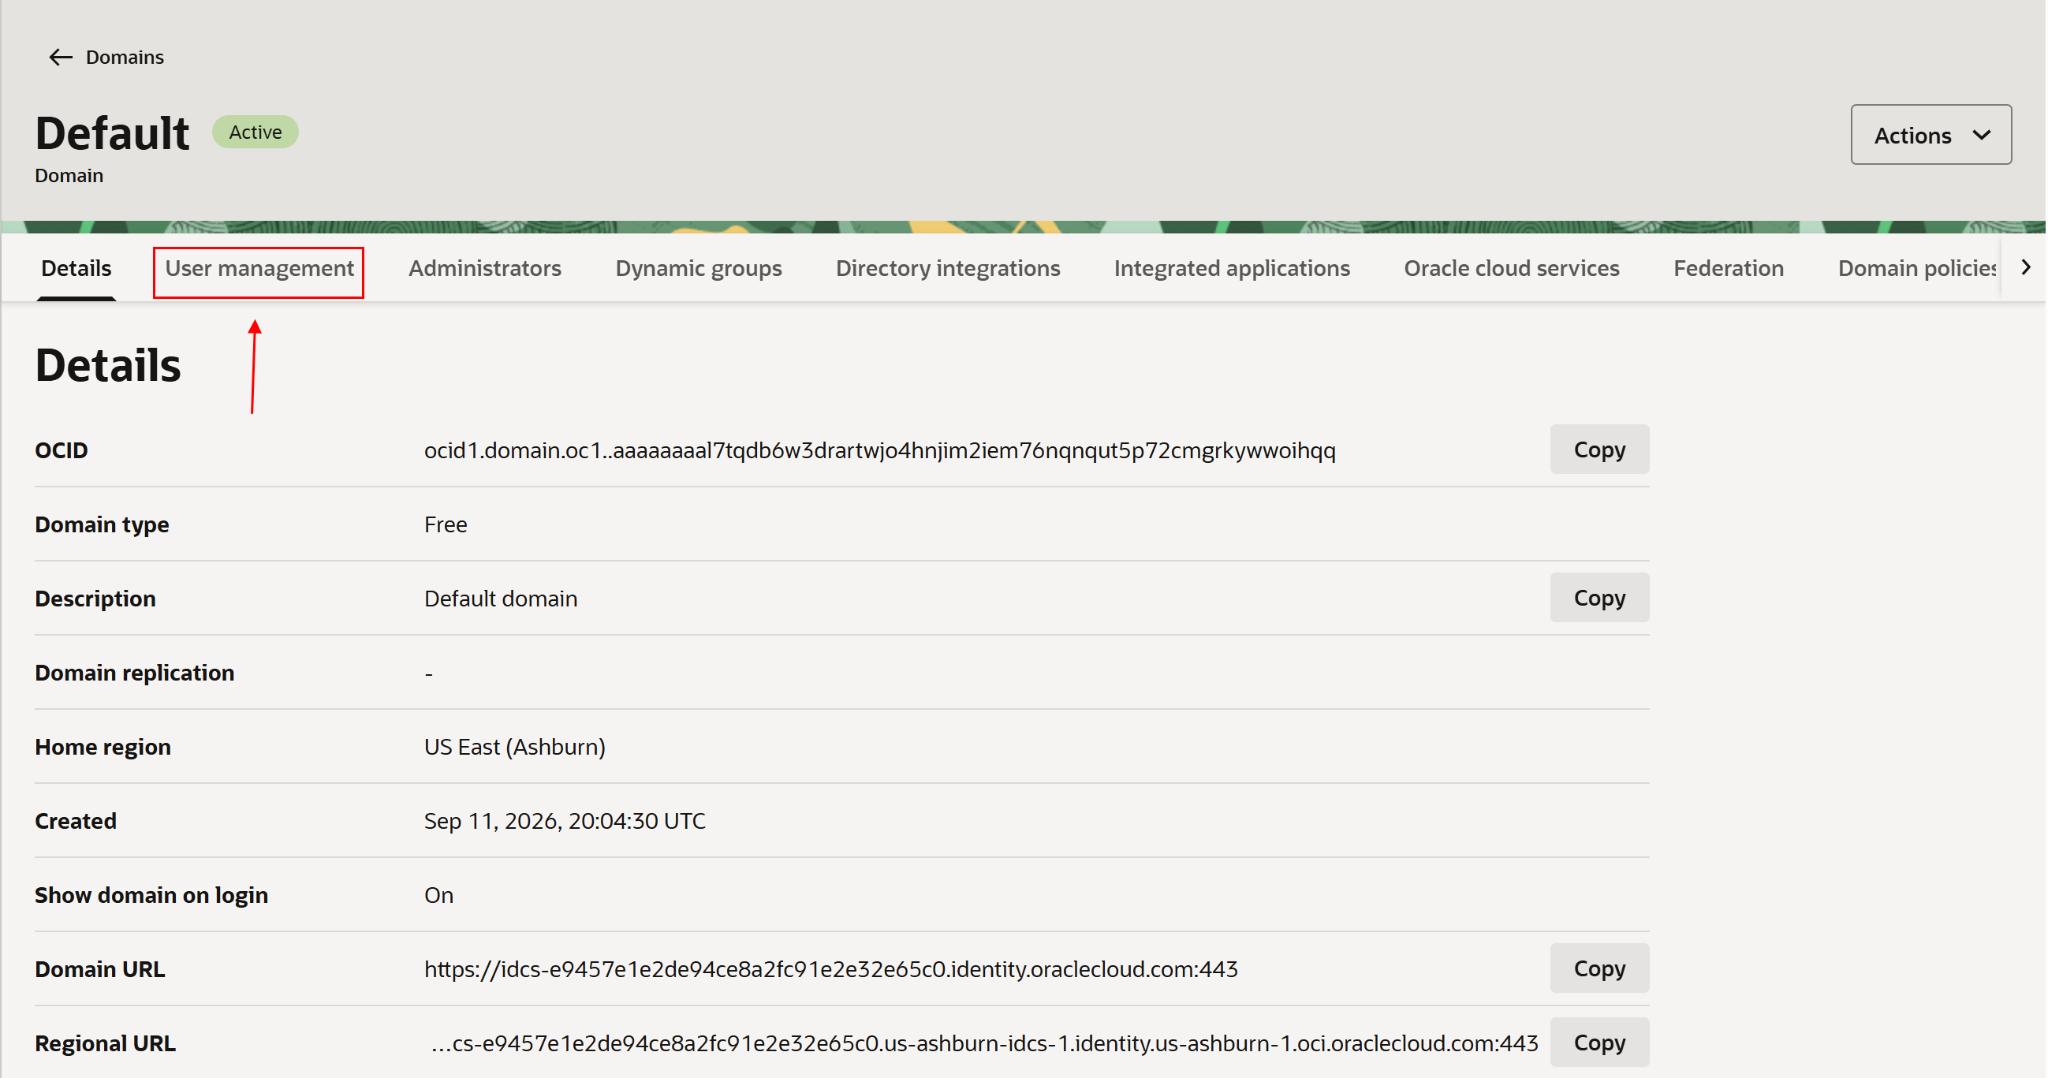 Domains
Default Active
Domain
Actions
Details User management Administrators Dynamic groups Directory integrations Integrated applications Oracle cloud services Federation Domain policies
Details
OCID ocid1.domain.oc1..aaaaaaaal7tqdb6w3drartwjo4hnjim2iem76nqnqut5p72cmgrkywwoihqq Copy
Domain type Free
Description Default domain Copy
Domain replication -
Home region US East (Ashburn)
Created Sep 11, 2026, 20:04:30 UTC
Show domain on login On
Domain URL https://idcs-e9457e1e2de94ce8a2fc91e2e32e65c0.identity.oraclecloud.com:443 Copy
Regional URL ...cs-e9457e1e2de94ce8a2fc91e2e32e65c0.us-ashburn-idcs-1.identity.us-ashburn-1.oci.oraclecloud.com:443 Copy